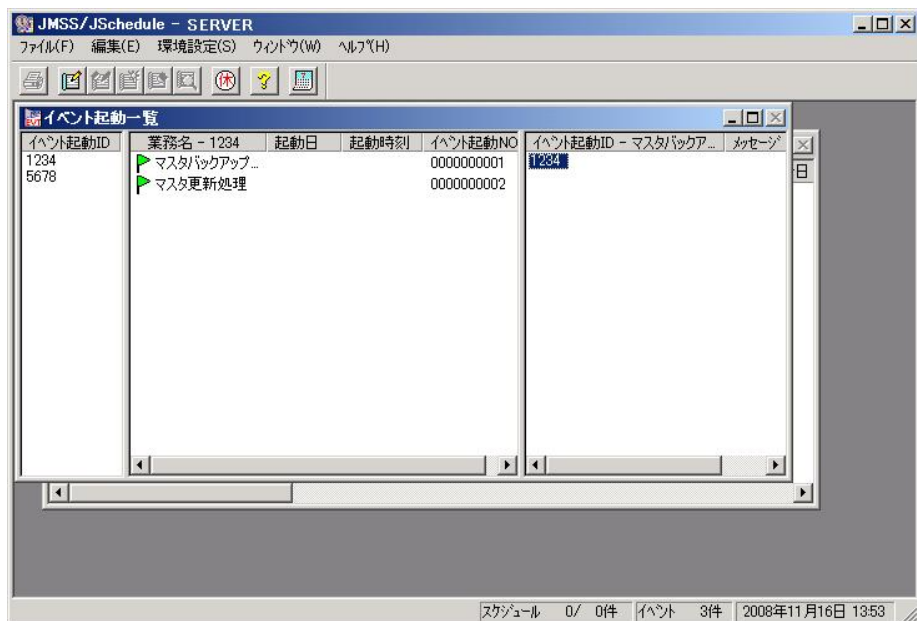 JMSS/JSchedule - SERVER
ファイル(F) 編集(E) 環境設定(S) ウィンドウ(W) ヘルプ(H)
休 ?
イベント起動一覧
イベント起動ID 業務名 - 1234 起動日 起動時刻 イベント起動NO イベント起動ID - マスタバックア... メッセージ
1234 マスタバックアップ... 0000000001 1234
5678 マスタ更新処理 0000000002
日
スケジュール 0/ 0件 イベント 3件 2008年11月16日 13:53